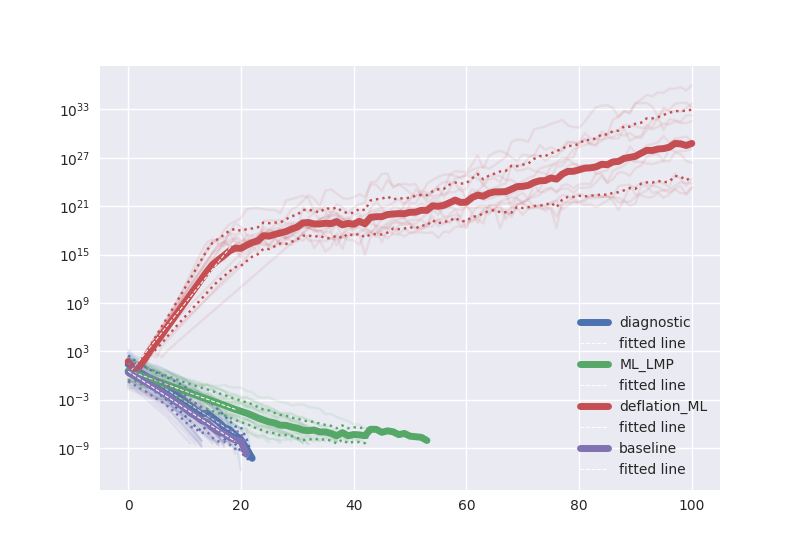 10^33
10^27
10^21
10^15
10^9
10^3
10^−3
10^−9
diagnostic
fitted line
ML_LMP
fitted line
deflation_ML
fitted line
baseline
fitted line
0 20 40 60 80 100